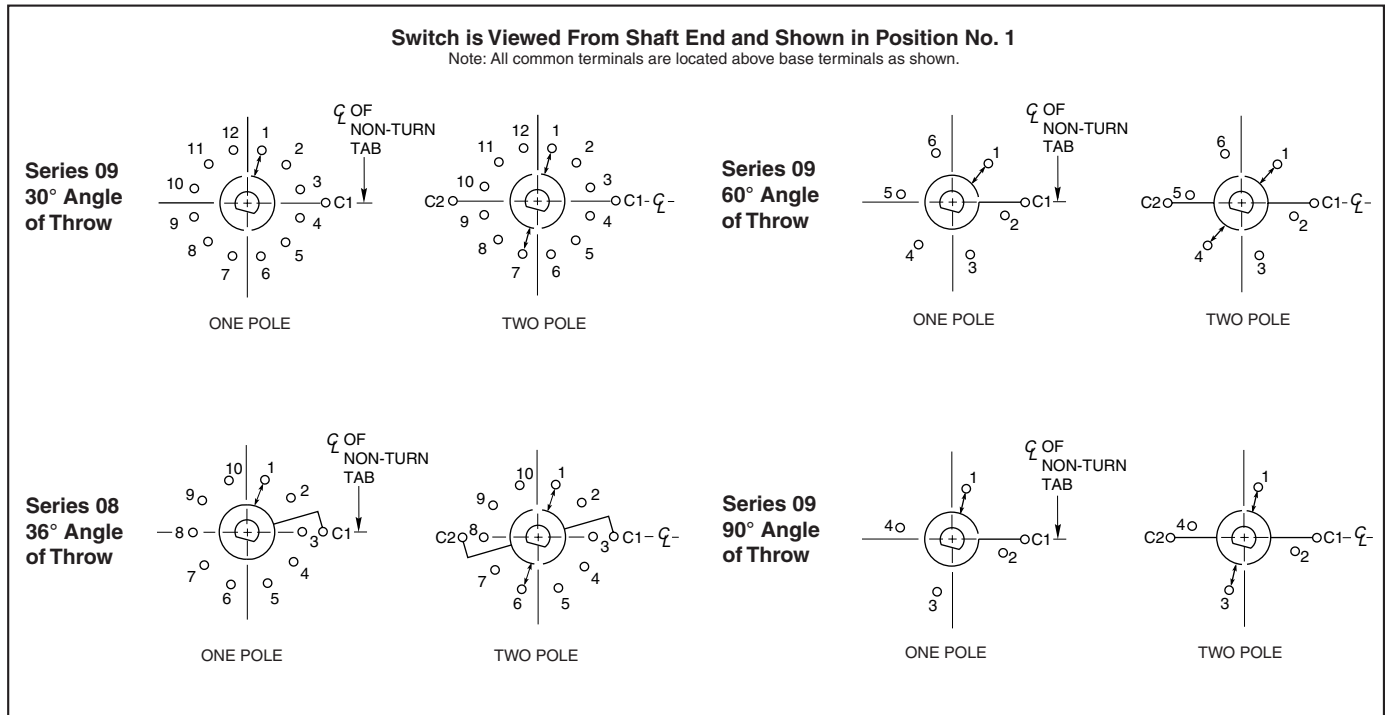 Switch is Viewed From Shaft End and Shown in Position No. 1
Note: All common terminals are located above base terminals as shown.
Series 09
30° Angle
of Throw
℄ OF
NON-TURN
TAB
12 1
11 2
10 3
C1
9 4
8 5
7 6
ONE POLE
12 1
11 2
10 3
C2 C1-℄-
9 4
8 5
7 6
TWO POLE
Series 09
60° Angle
of Throw
℄ OF
NON-TURN
TAB
6 1
5 C1
2
4 3
ONE POLE
6 1
C2 5 C1-℄-
2
4 3
TWO POLE
Series 08
36° Angle
of Throw
℄ OF
NON-TURN
TAB
10 1
9 2
8 3 C1
7 4
6 5
ONE POLE
10 1
9 2
C2 8 3 C1-℄-
7 4
6 5
TWO POLE
Series 09
90° Angle
of Throw
℄ OF
NON-TURN
TAB
1
4 C1
2
3
ONE POLE
1
4
C2 C1-℄-
2
3
TWO POLE